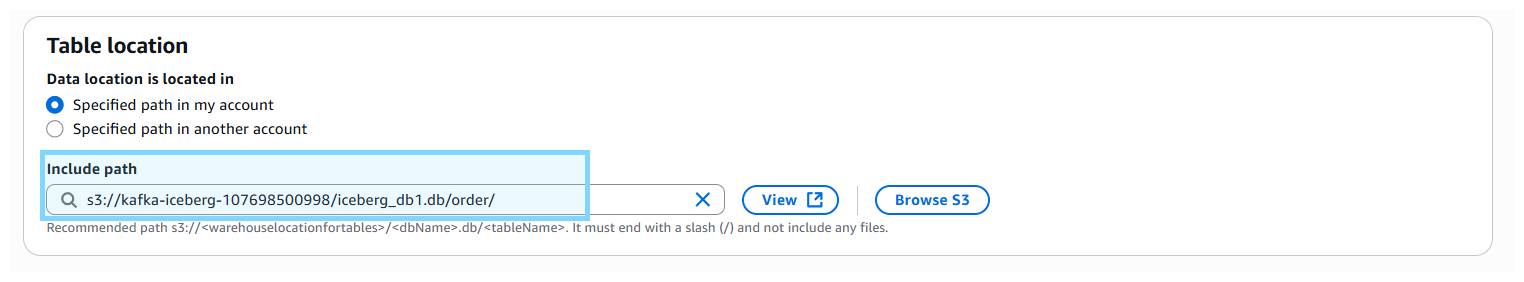 Table location
Data location is located in
Specified path in my account
Specified path in another account
Include path
s3://kafka-iceberg-107698500998/iceberg_db1.db/order/
View
Browse S3
Recommended path s3://<warehouselocationfortables>/<dbName>.db/<tableName>. It must end with a slash (/) and not include any files.